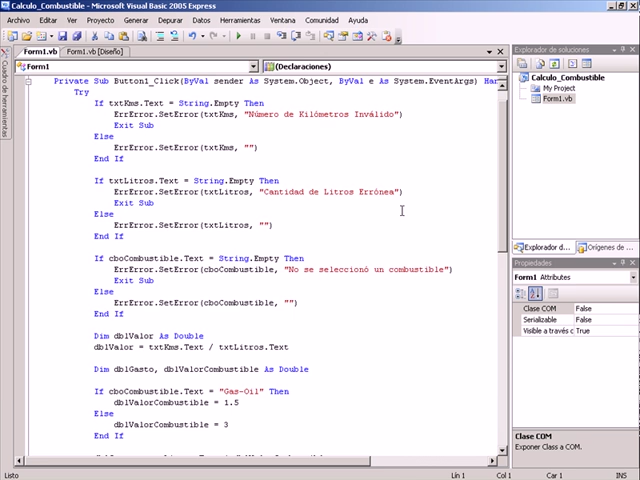 Calculo_Combustible - Microsoft Visual Basic 2005 Express
Archivo Editar Ver Proyecto Generar Depurar Datos Herramientas Ventana Comunidad Ayuda
Form1.vb Form1.vb [Diseño]
Form1 (Declaraciones)
Cuadro de herramientas
Private Sub Button1_Click(ByVal sender As System.Object, ByVal e As System.EventArgs) Han
Try
If txtKms.Text = String.Empty Then
ErrError.SetError(txtKms, "Número de Kilómetros Inválido")
Exit Sub
Else
ErrError.SetError(txtKms, "")
End If
If txtLitros.Text = String.Empty Then
ErrError.SetError(txtLitros, "Cantidad de Litros Errónea")
Exit Sub
Else
ErrError.SetError(txtLitros, "")
End If
If cboCombustible.Text = String.Empty Then
ErrError.SetError(cboCombustible, "No se seleccionó un combustible")
Exit Sub
Else
ErrError.SetError(cboCombustible, "")
End If
Dim dblValor As Double
dblValor = txtKms.Text / txtLitros.Text
Dim dblGasto, dblValorCombustible As Double
If cboCombustible.Text = "Gas-Oil" Then
dblValorCombustible = 1.5
Else
dblValorCombustible = 3
End If
Explorador de soluciones
Calculo_Combustible
My Project
Form1.vb
Explorador d... Orígenes de ...
Propiedades
Form1 Attributes
Clase COM False
Serializable False
Visible a través c True
Clase COM
Exponer Class a COM.
Listo Lín 1 Col 1 Car 1 INS